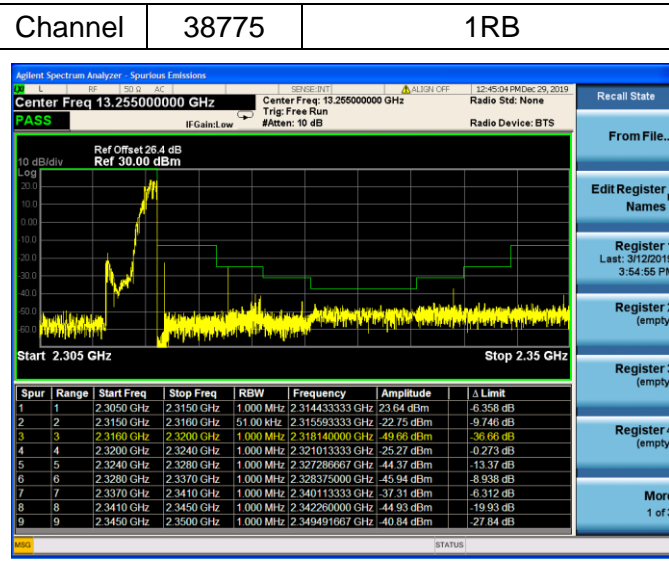 Channel 38775 1RB
Agilent Spectrum Analyzer - Spurious Emissions
L RF 50 Ω AC SENSE:INT ALIGN OFF 12:45:04 PM Dec 29, 2019
Center Freq 13.255000000 GHz Center Freq: 13.255000000 GHz Radio Std: None
Trig: Free Run
PASS IFGain:Low #Atten: 10 dB Radio Device: BTS
Ref Offset 26.4 dB
10 dB/div Ref 30.00 dBm
Log
20.0
10.0
0.00
-10.0
-20.0
-30.0
-40.0
-50.0
-60.0
Start 2.305 GHz Stop 2.35 GHz
Spur Range Start Freq Stop Freq RBW Frequency Amplitude Δ Limit
1 1 2.3050 GHz 2.3150 GHz 1.000 MHz 2.314433333 GHz 23.64 dBm -6.358 dB
2 2 2.3150 GHz 2.3160 GHz 51.00 kHz 2.315593333 GHz -22.75 dBm -9.746 dB
3 3 2.3160 GHz 2.3200 GHz 1.000 MHz 2.318140000 GHz -49.66 dBm -36.66 dB
4 4 2.3200 GHz 2.3240 GHz 1.000 MHz 2.321013333 GHz -25.27 dBm -0.273 dB
5 5 2.3240 GHz 2.3280 GHz 1.000 MHz 2.327286667 GHz -44.37 dBm -13.37 dB
6 6 2.3280 GHz 2.3370 GHz 1.000 MHz 2.328375000 GHz -45.94 dBm -8.938 dB
7 7 2.3370 GHz 2.3410 GHz 1.000 MHz 2.340113333 GHz -37.31 dBm -6.312 dB
8 8 2.3410 GHz 2.3450 GHz 1.000 MHz 2.342260000 GHz -44.93 dBm -19.93 dB
9 9 2.3450 GHz 2.3500 GHz 1.000 MHz 2.349491667 GHz -40.84 dBm -27.84 dB
MSG STATUS
Recall State
From File..
Edit Register
Names
Register 1
Last: 3/12/2019
3:54:55 PM
Register 2
(empty
Register 3
(empty
Register 4
(empty
More
1 of 3